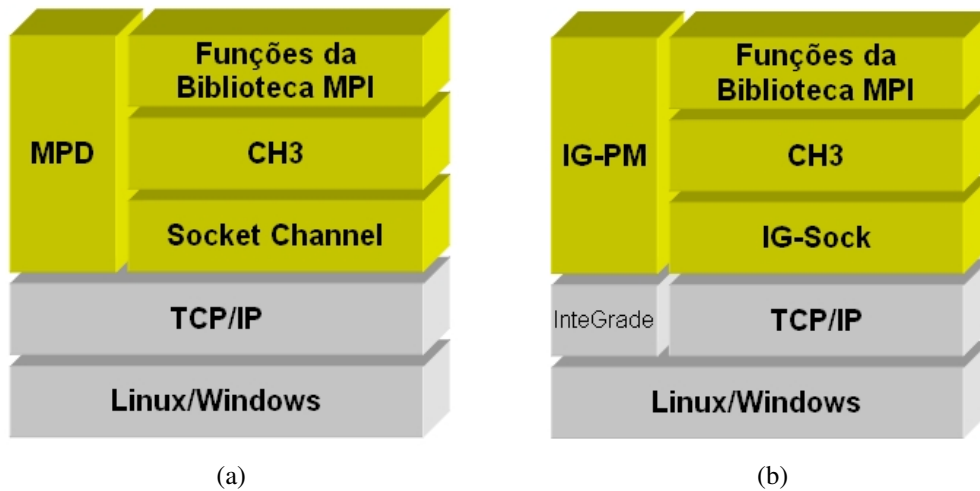 MPD
Funções da
Biblioteca MPI
CH3
Socket Channel
TCP/IP
Linux/Windows
(a)
IG-PM
Funções da
Biblioteca MPI
CH3
IG-Sock
InteGrade
TCP/IP
Linux/Windows
(b)